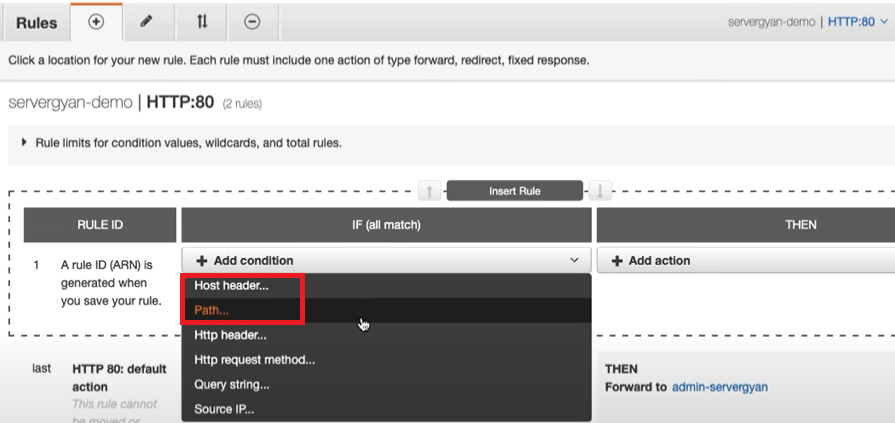 Rules
servergyan-demo | HTTP:80
Click a location for your new rule. Each rule must include one action of type forward, redirect, fixed response.
servergyan-demo | HTTP:80 (2 rules)
Rule limits for condition values, wildcards, and total rules.
Insert Rule
RULE ID
IF (all match)
THEN
1
A rule ID (ARN) is
generated when
you save your rule.
Add condition
Host header...
Path...
Http header...
Http request method...
Query string...
Source IP...
Add action
last
HTTP 80: default
action
This rule cannot
be moved or
THEN
Forward to admin-servergyan